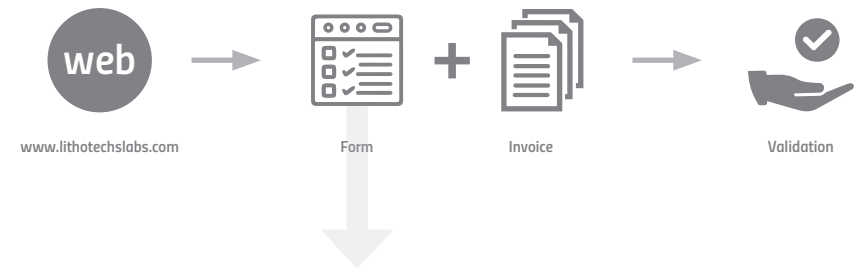 web
www.lithotechslabs.com
Form
Invoice
Validation